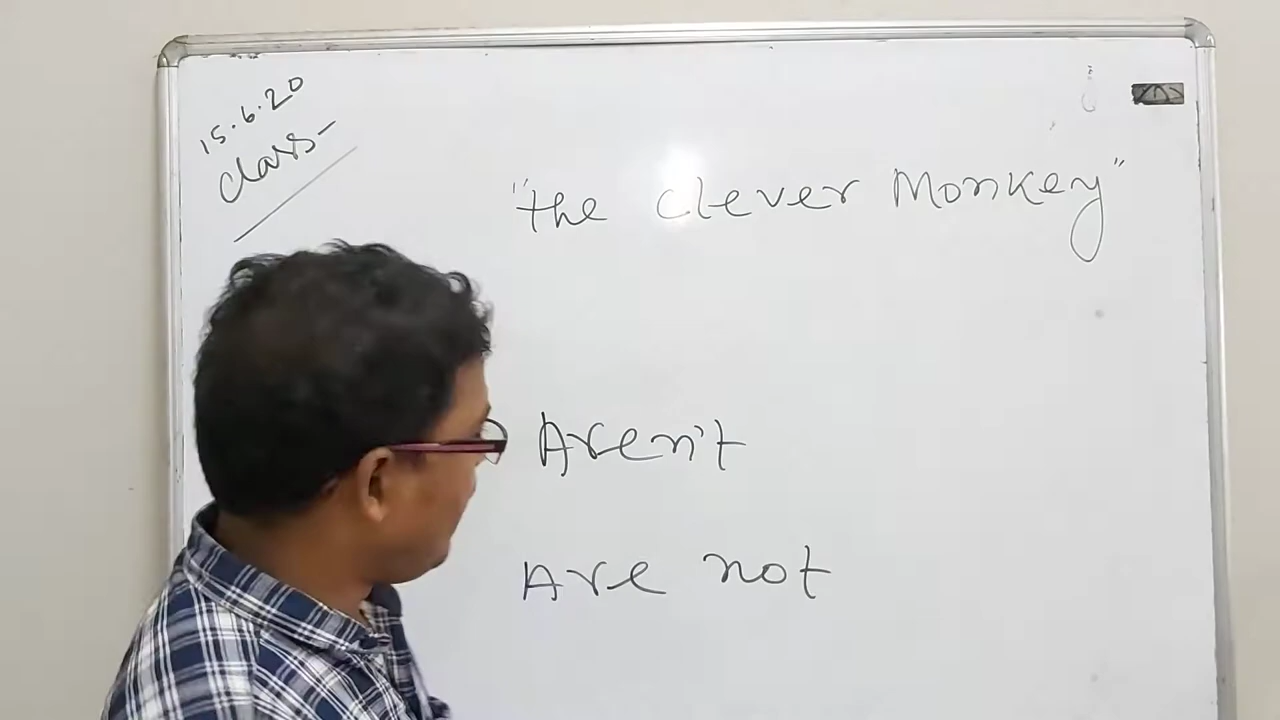 15.6.20
Class-
"the clever Monkey"
Aren't
Are not